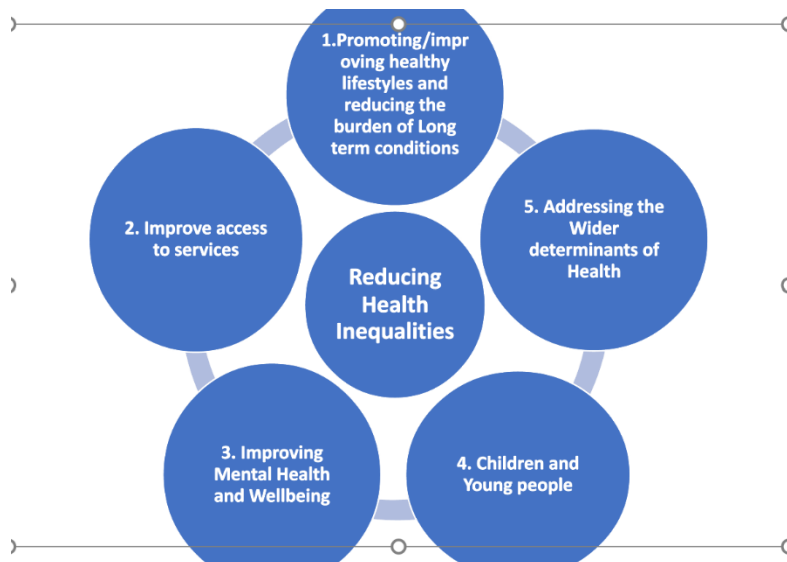 1.Promoting/impr
oving healthy
lifestyles and
reducing the
burden of Long
term conditions
2. Improve access
to services
5. Addressing the
Wider
determinants of
Health
Reducing
Health
Inequalities
3. Improving
Mental Health
and Wellbeing
4. Children and
Young people